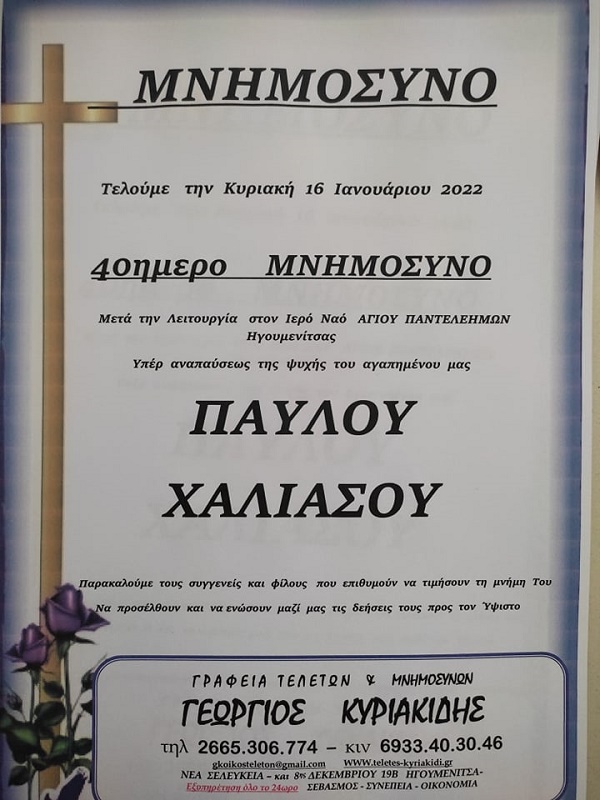 ΜΝΗΜΟΣΥΝΟ
Τελούμε την Κυριακή 16 Ιανουάριου 2022
40ημερο ΜΝΗΜΟΣΥΝΟ
Μετά την Λειτουργία στον Ιερό Ναό ΑΓΙΟΥ ΠΑΝΤΕΛΕΗΜΩΝ
Ηγουμενίτσας
Υπέρ αναπαύσεως της ψυχής του αγαπημένου μας
ΠΑΥΛΟΥ
ΧΑΛΙΑΣΟΥ
Παρακαλούμε τους συγγενείς και φίλους που επιθυμούν να τιμήσουν τη μνήμη Του
Να προσέλθουν και να ενώσουν μαζί μας τις δεήσεις τους προς τον Ύψιστο
ΓΡΑΦΕΙΑ ΤΕΛΕΤΩΝ & ΜΝΗΜΟΣΥΝΩΝ
ΓΕΩΡΓΙΟΣ ΚΥΡΙΑΚΙΔΗΣ
τηλ 2665.306.774 – κιν 6933.40.30.46
gkoikosteleton@gmail.com WWW.teletes-kyriakidi.gr
ΝΕΑ ΣΕΛΕΥΚΕΙΑ – και 8ης ΔΕΚΕΜΒΡΙΟΥ 19Β ΗΓΟΥΜΕΝΙΤΣΑ-
Εξυπηρέτηση όλο το 24ωρο ΣΕΒΑΣΜΟΣ - ΣΥΝΕΠΕΙΑ - ΟΙΚΟΝΟΜΙΑ